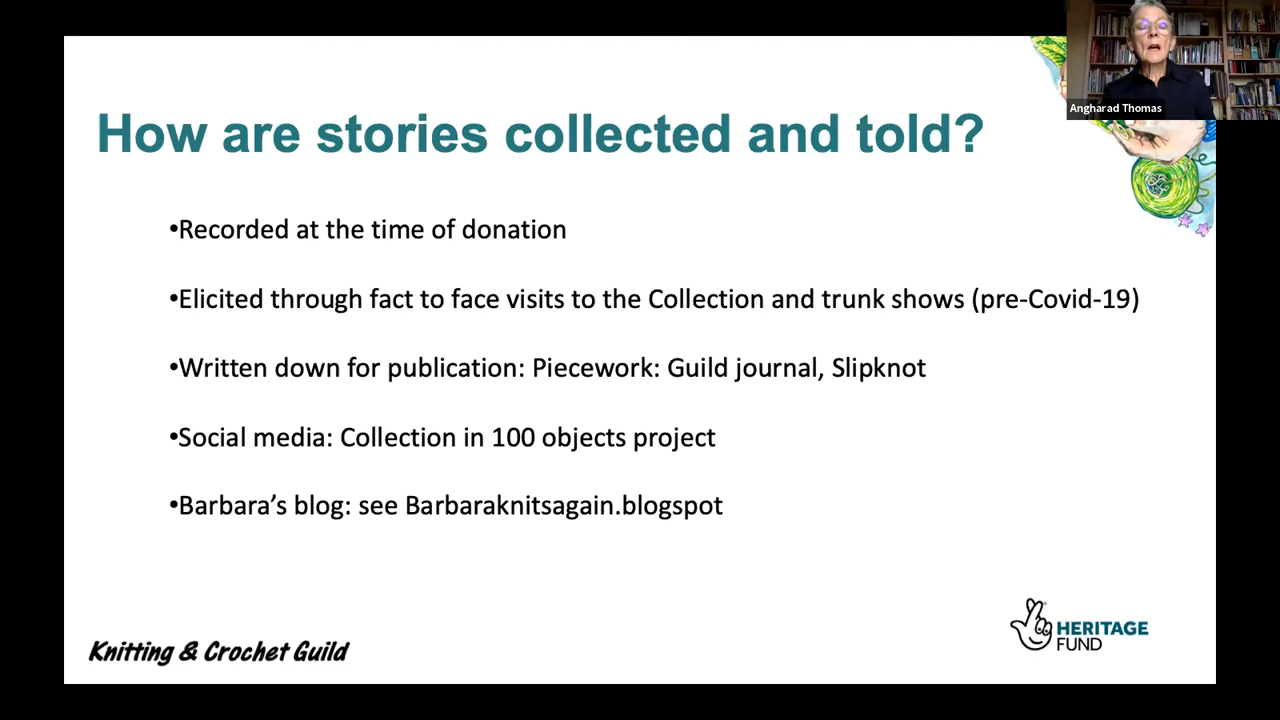 How are stories collected and told?
•Recorded at the time of donation
•Elicited through fact to face visits to the Collection and trunk shows (pre-Covid-19)
•Written down for publication: Piecework: Guild journal, Slipknot
•Social media: Collection in 100 objects project
•Barbara's blog: see Barbaraknitsagain.blogspot
Knitting & Crochet Guild
HERITAGE
FUND
Angharad Thomas